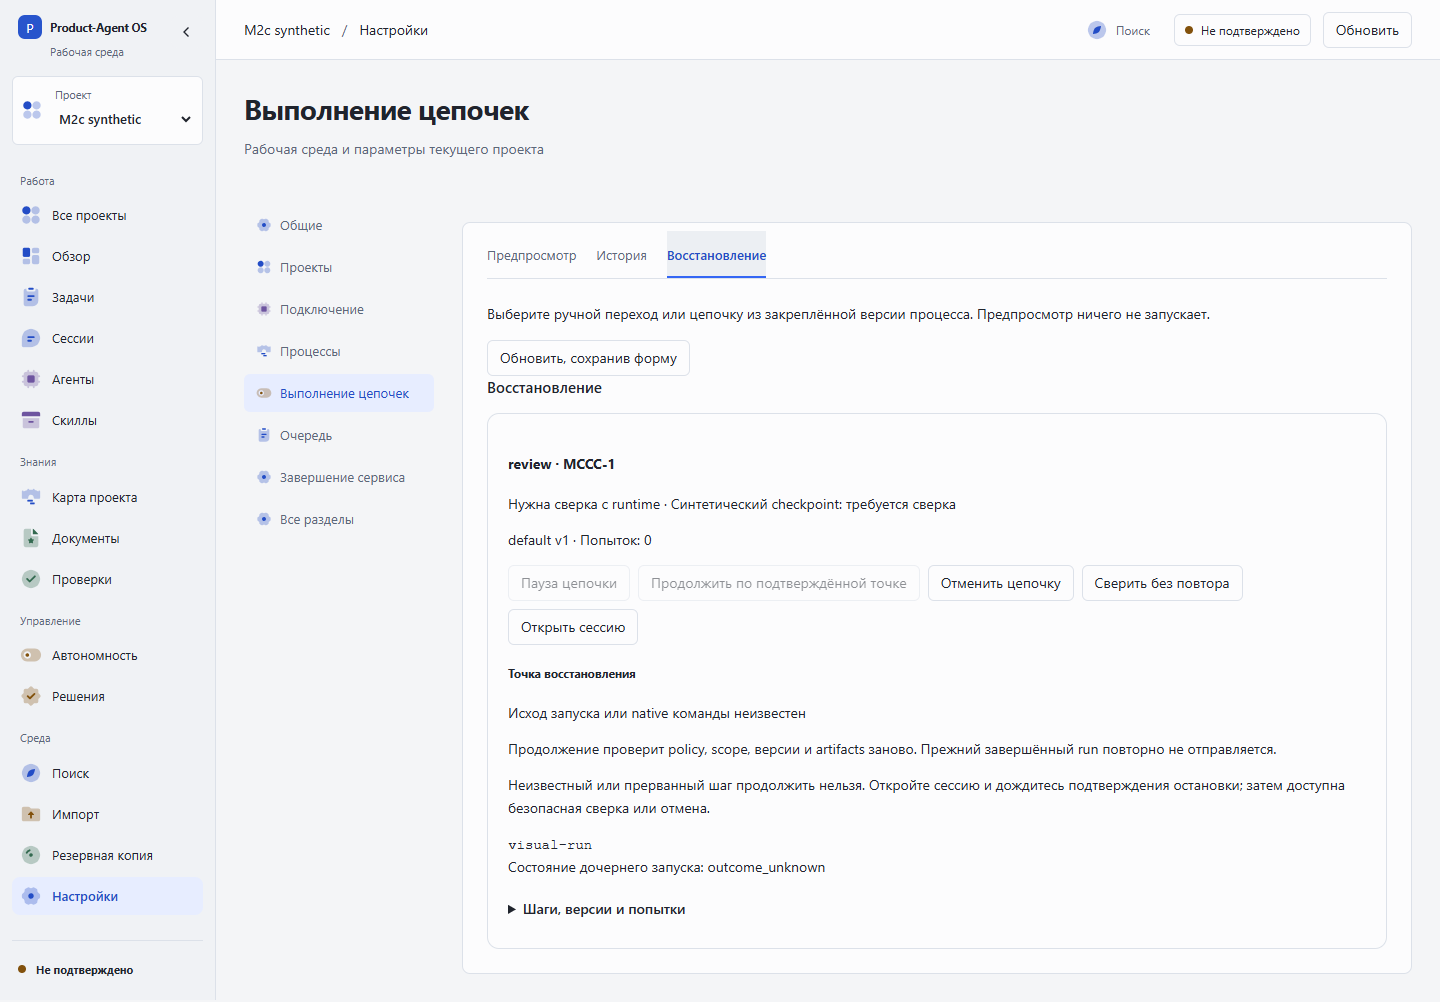 P
Product-Agent OS
Рабочая среда
Проект
M2c synthetic
Работа
Все проекты
Обзор
Задачи
Сессии
Агенты
Скиллы
Знания
Карта проекта
Документы
Проверки
Управление
Автономность
Решения
Среда
Поиск
Импорт
Резервная копия
Настройки
Не подтверждено
M2c synthetic / Настройки
Поиск
Не подтверждено
Обновить
Выполнение цепочек
Рабочая среда и параметры текущего проекта
Общие
Проекты
Подключение
Процессы
Выполнение цепочек
Очередь
Завершение сервиса
Все разделы
Предпросмотр История Восстановление
Выберите ручной переход или цепочку из закреплённой версии процесса. Предпросмотр ничего не запускает.
Обновить, сохранив форму
Восстановление
review · MCCC-1
Нужна сверка с runtime · Синтетический checkpoint: требуется сверка
default v1 · Попыток: 0
Пауза цепочки Продолжить по подтверждённой точке Отменить цепочку Сверить без повтора
Открыть сессию
Точка восстановления
Исход запуска или native команды неизвестен
Продолжение проверит policy, scope, версии и artifacts заново. Прежний завершённый run повторно не отправляется.
Неизвестный или прерванный шаг продолжить нельзя. Откройте сессию и дождитесь подтверждения остановки; затем доступна
безопасная сверка или отмена.
visual-run
Состояние дочернего запуска: outcome_unknown
Шаги, версии и попытки